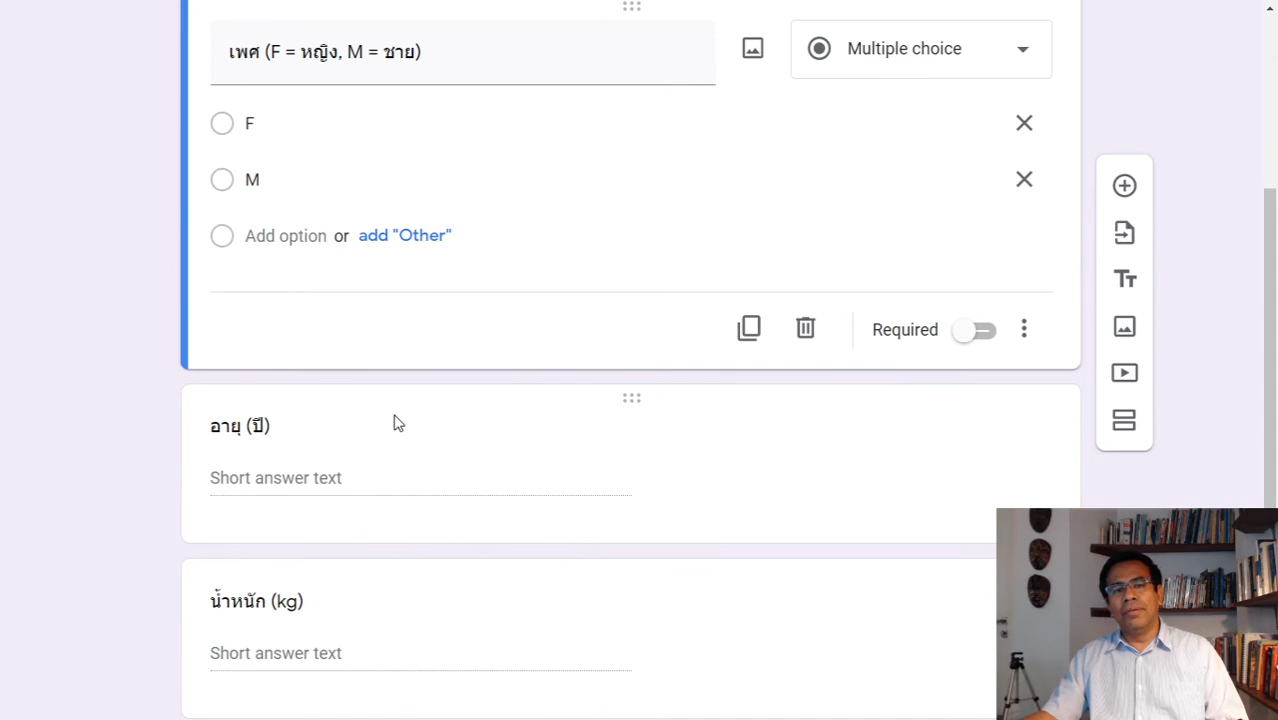 เพศ (F = หญิง, M = ชาย)
Multiple choice
F
M
Add option or add "Other"
Required
อายุ (ปี)
Short answer text
น้ำหนัก (kg)
Short answer text